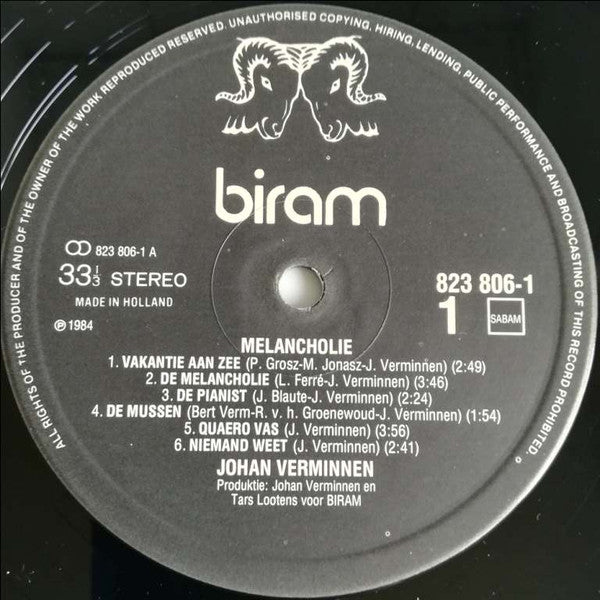 ALL RIGHTS OF THE PRODUCER AND OF THE OWNER OF THE WORK REPRODUCED RESERVED. UNAUTHORISED COPYING, HIRING, LENDING, PUBLIC PERFORMANCE AND BROADCASTING OF THIS RECORD PROHIBITED.
biram
823 806-1 A
33 1/3 STEREO
MADE IN HOLLAND
℗ 1984
823 806-1
1 SABAM
MELANCHOLIE
1. VAKANTIE AAN ZEE (P. Grosz-M. Jonasz-J. Verminnen) (2:49)
2. DE MELANCHOLIE (L. Ferré-J. Verminnen) (3:46)
3. DE PIANIST (J. Blaute-J. Verminnen) (2:24)
4. DE MUSSEN (Bert Verm-R. v. h. Groenewoud-J. Verminnen) (1:54)
5. QUAERO VAS (J. Verminnen) (3:56)
6. NIEMAND WEET (J. Verminnen) (2:41)
JOHAN VERMINNEN
Produktie: Johan Verminnen en
Tars Lootens voor BIRAM